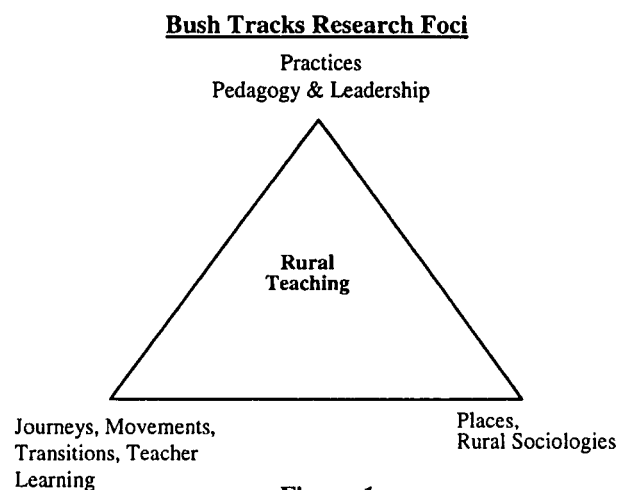 Bush Tracks Research Foci
Practices
Pedagogy & Leadership
Rural
Teaching
Journeys, Movements,
Transitions, Teacher
Learning
Places,
Rural Sociologies